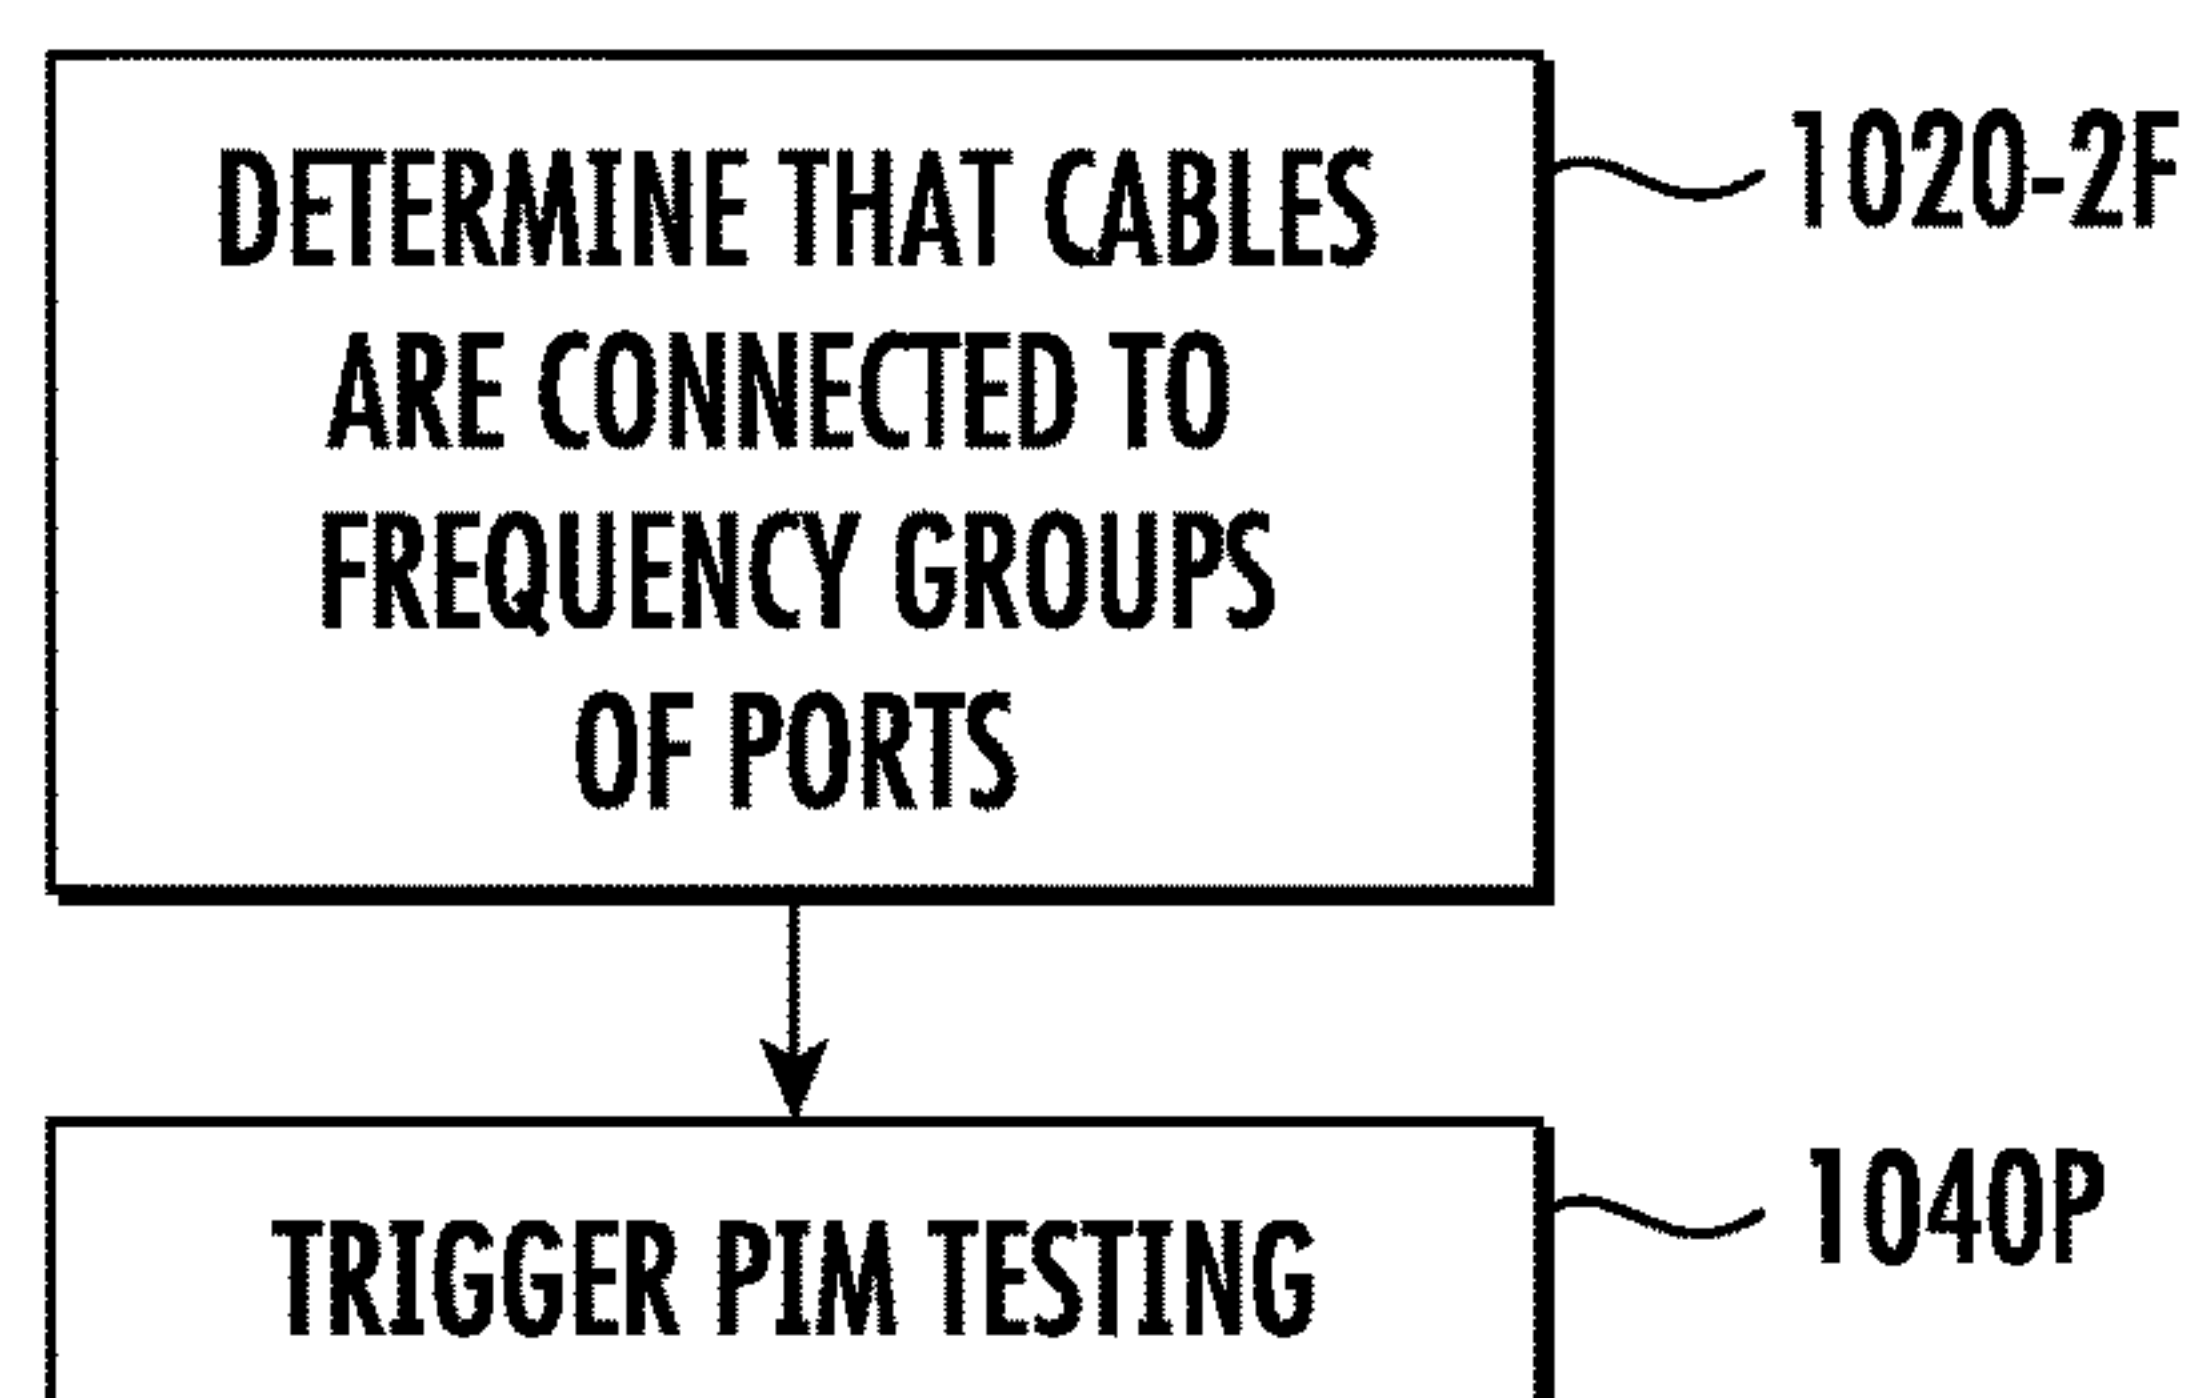 DETERMINE THAT CABLES
ARE CONNECTED TO
FREQUENCY GROUPS
OF PORTS
1020-2F
TRIGGER PIM TESTING
1040P